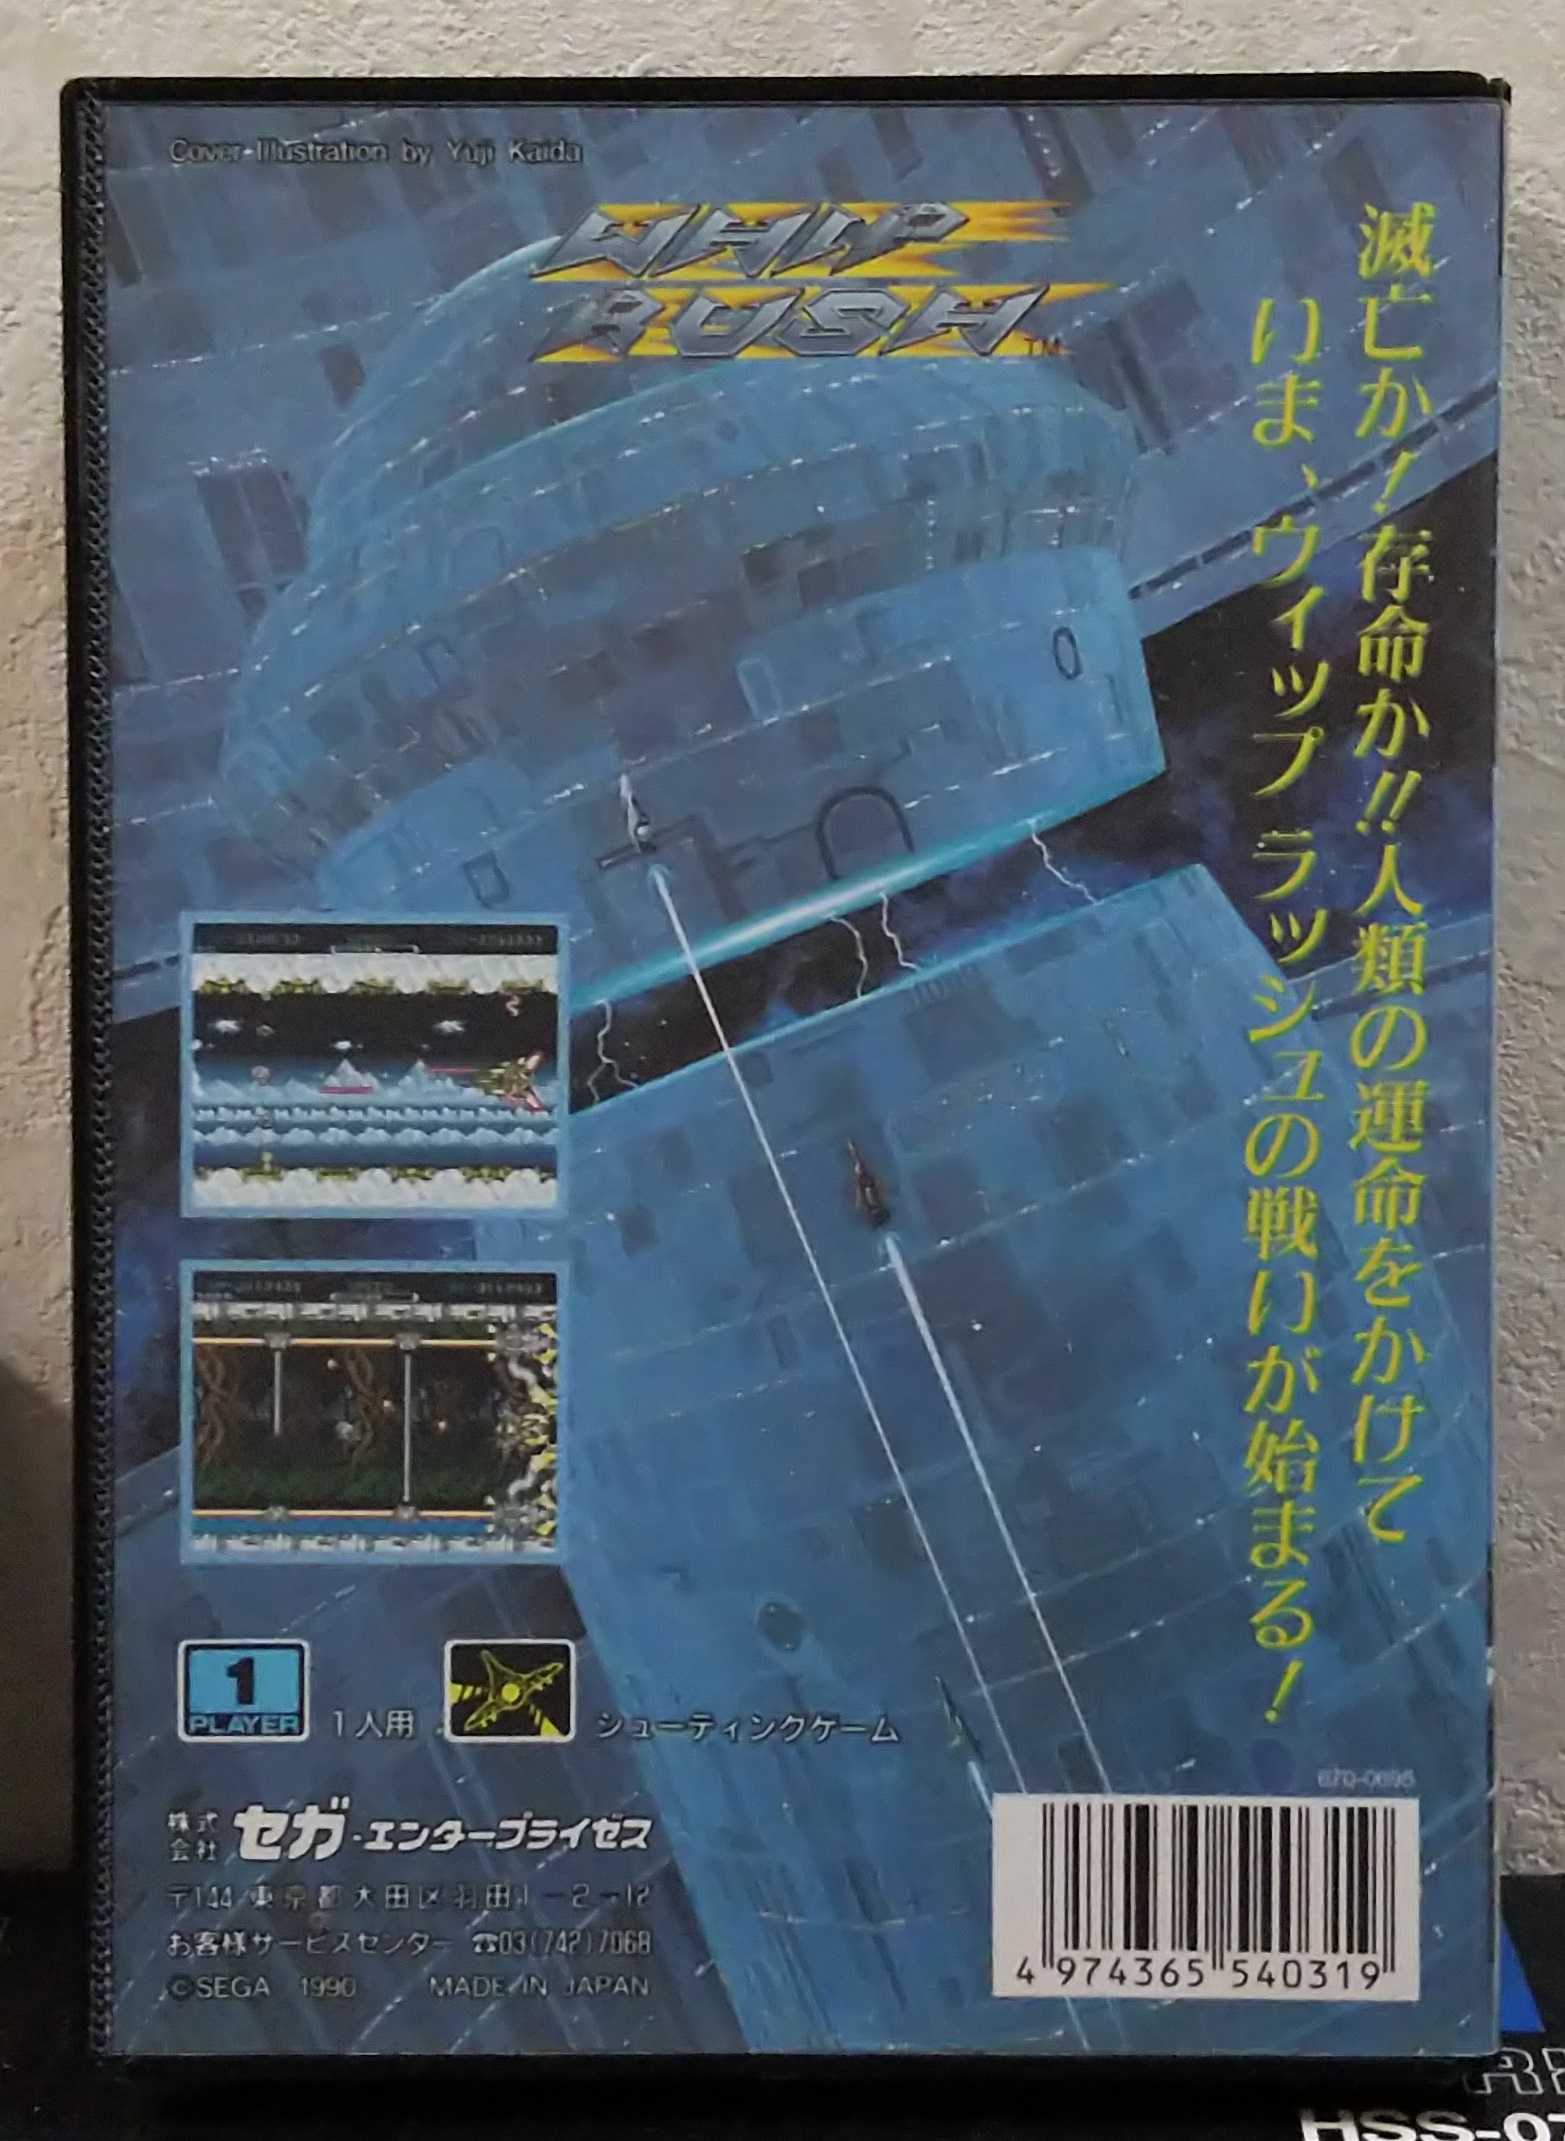 Cover Illustration by Yuji Kaida
WHIP
RUSH
TM
滅亡か!存命か!!人類の運命をかけて
いま、ウィップラッシュの戦いが始まる!
1
PLAYER
1人用
シューティングゲーム
株式
会社
セガ・エンタープライゼス
〒144 東京都大田区羽田1-2-12
お客様サービスセンター ☎03(742)7068
©SEGA 1990 MADE IN JAPAN
670-0695
4 974365 540319
HSS-01